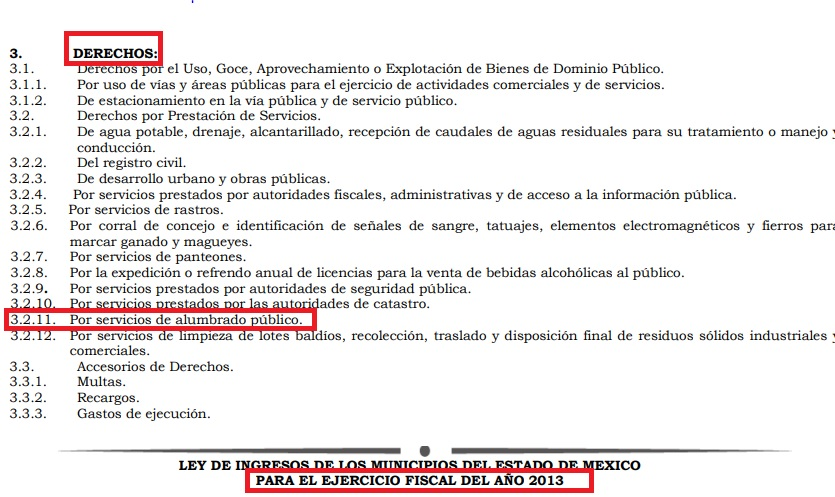 3. DERECHOS:
3.1. Derechos por el Uso, Goce, Aprovechamiento o Explotación de Bienes de Dominio Público.
3.1.1. Por uso de vías y áreas públicas para el ejercicio de actividades comerciales y de servicios.
3.1.2. De estacionamiento en la vía pública y de servicio público.
3.2. Derechos por Prestación de Servicios.
3.2.1. De agua potable, drenaje, alcantarillado, recepción de caudales de aguas residuales para su tratamiento o manejo y
conducción.
3.2.2. Del registro civil.
3.2.3. De desarrollo urbano y obras públicas.
3.2.4. Por servicios prestados por autoridades fiscales, administrativas y de acceso a la información pública.
3.2.5. Por servicios de rastros.
3.2.6. Por corral de concejo e identificación de señales de sangre, tatuajes, elementos electromagnéticos y fierros para
marcar ganado y magueyes.
3.2.7. Por servicios de panteones.
3.2.8. Por la expedición o refrendo anual de licencias para la venta de bebidas alcohólicas al público.
3.2.9. Por servicios prestados por autoridades de seguridad pública.
3.2.10. Por servicios prestados por las autoridades de catastro.
3.2.11. Por servicios de alumbrado público.
3.2.12. Por servicios de limpieza de lotes baldíos, recolección, traslado y disposición final de residuos sólidos industriales y
comerciales.
3.3. Accesorios de Derechos.
3.3.1. Multas.
3.3.2. Recargos.
3.3.3. Gastos de ejecución.
LEY DE INGRESOS DE LOS MUNICIPIOS DEL ESTADO DE MEXICO
PARA EL EJERCICIO FISCAL DEL AÑO 2013